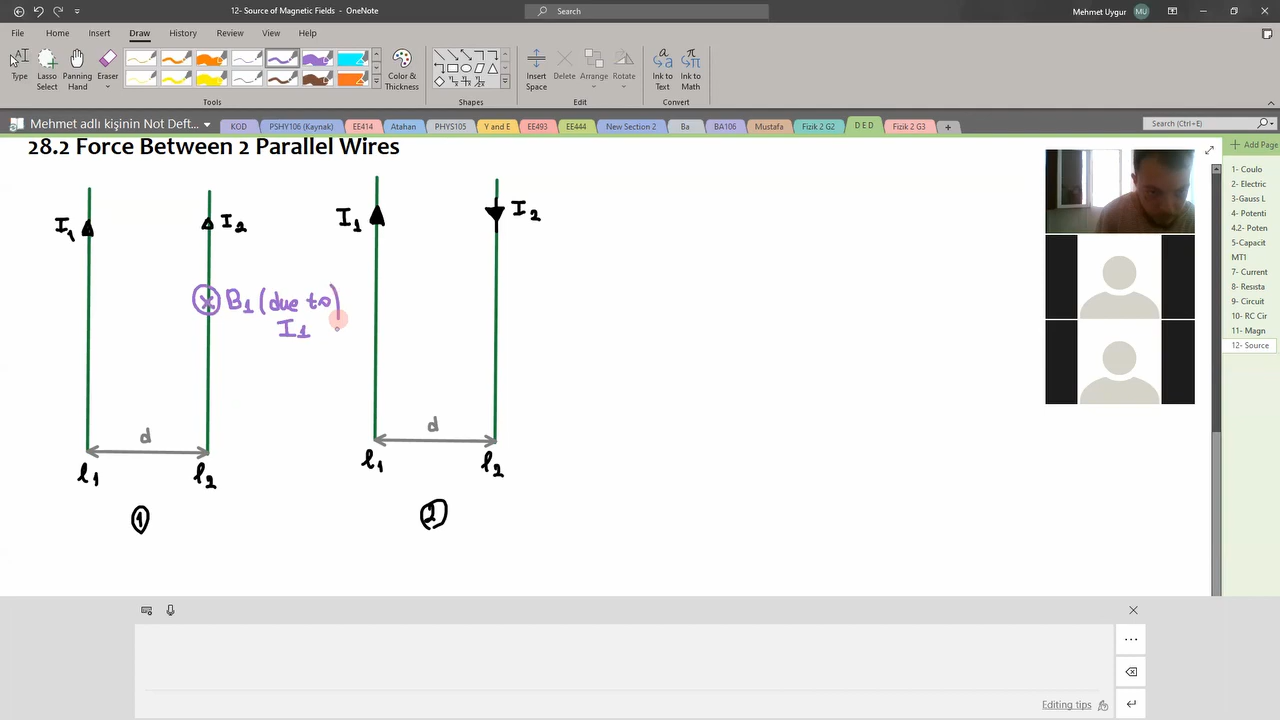 12- Source of Magnetic Fields - OneNote
Search
Mehmet Uygur
MU
File
Home
Insert
Draw
History
Review
View
Help
Type
Lasso
Select
Panning
Hand
Eraser
Color &
Thickness
Insert
Space
Delete
Arrange
Rotate
Ink to
Text
Ink to
Math
Tools
Shapes
Edit
Convert
Mehmet adlı kişinin Not Deft...
KOD
PSHY106 (Kaynak)
EE414
Atahan
PHYS105
Y and E
EE493
EE444
New Section 2
Ba
BA106
Mustafa
Fizik 2 G2
D E D
Fizik 2 G3
Search (Ctrl+E)
Add Page
28.2 Force Between 2 Parallel Wires
I1
I2
I1
I2
B1 (due to)
I1
d
d
l1
l2
l1
l2
1
2
1- Coulo
2- Electric
3-Gauss L
4- Potenti
4.2- Poten
5-Capacit
MT1
7- Current
8- Resısta
9- Circuit
10- RC Cir
11- Magn
12- Source
Editing tips